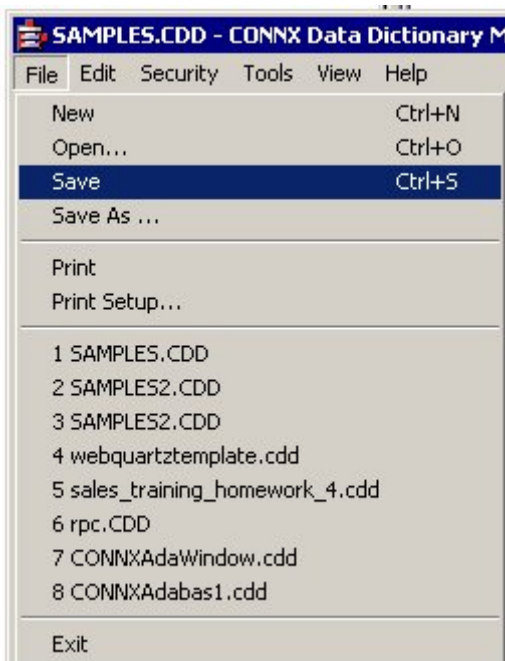 SAMPLES.CDD - CONNX Data Dictionary M
File Edit Security Tools View Help
New Ctrl+N
Open... Ctrl+O
Save Ctrl+S
Save As ...
Print
Print Setup...
1 SAMPLES.CDD
2 SAMPLES2.CDD
3 SAMPLES2.CDD
4 webquartztemplate.cdd
5 sales_training_homework_4.cdd
6 rpc.CDD
7 CONNXAdaWindow.cdd
8 CONNXAdabas1.cdd
Exit